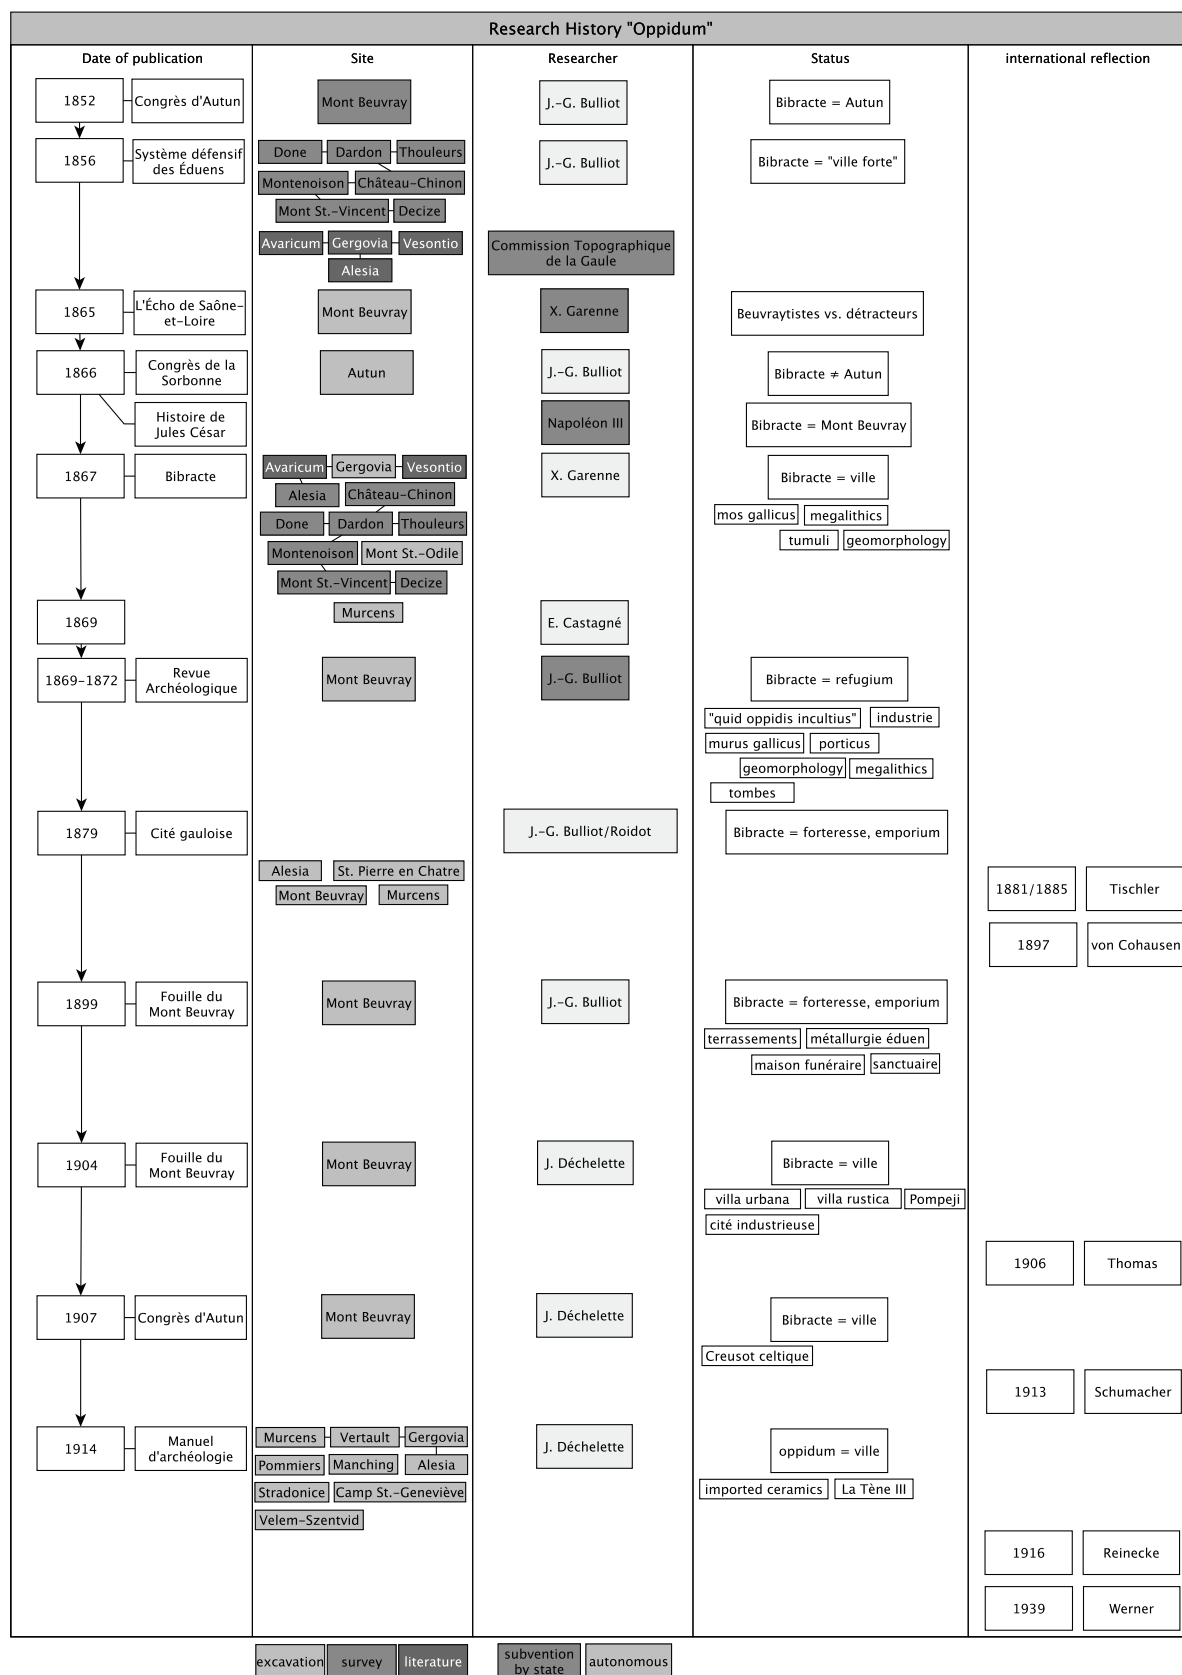 Research History "Oppidum"
Date of publication
Site
Researcher
Status
international reflection
1852
Congrès d'Autun
Mont Beuvray
J.-G. Bulliot
Bibracte = Autun
1856
Système défensif
des Éduens
Done
Dardon
Thouleurs
Montenoison
Château-Chinon
Mont St.-Vincent
Decize
J.-G. Bulliot
Bibracte = "ville forte"
Avaricum
Gergovia
Vesontio
Alesia
Commission Topographique
de la Gaule
1865
L'Écho de Saône-
et-Loire
Mont Beuvray
X. Garenne
Beuvraytistes vs. détracteurs
1866
Congrès de la
Sorbonne
Autun
J.-G. Bulliot
Bibracte ≠ Autun
Histoire de
Jules César
Napoléon III
Bibracte = Mont Beuvray
1867
Bibracte
Avaricum
Gergovia
Vesontio
Alesia
Château-Chinon
Done
Dardon
Thouleurs
Montenoison
Mont St.-Odile
Mont St.-Vincent
Decize
X. Garenne
Bibracte = ville
mos gallicus
megalithics
tumuli
geomorphology
1869
Murcens
E. Castagné
1869-1872
Revue
Archéologique
Mont Beuvray
J.-G. Bulliot
Bibracte = refugium
"quid oppidis incultius"
industrie
murus gallicus
porticus
geomorphology
megalithics
tombes
1879
Cité gauloise
J.-G. Bulliot/Roidot
Bibracte = forteresse, emporium
Alesia
St. Pierre en Chatre
Mont Beuvray
Murcens
1881/1885
Tischler
1897
von Cohausen
1899
Fouille du
Mont Beuvray
Mont Beuvray
J.-G. Bulliot
Bibracte = forteresse, emporium
terrassements
métallurgie éduen
maison funéraire
sanctuaire
1904
Fouille du
Mont Beuvray
Mont Beuvray
J. Déchelette
Bibracte = ville
villa urbana
villa rustica
Pompeji
cité industrieuse
1906
Thomas
1907
Congrès d'Autun
Mont Beuvray
J. Déchelette
Bibracte = ville
Creusot celtique
1913
Schumacher
1914
Manuel
d'archéologie
Murcens
Vertault
Gergovia
Pommiers
Manching
Alesia
Stradonice
Camp St.-Geneviève
Velem-Szentvid
J. Déchelette
oppidum = ville
imported ceramics
La Tène III
1916
Reinecke
1939
Werner
excavation
survey
literature
subvention
by state
autonomous